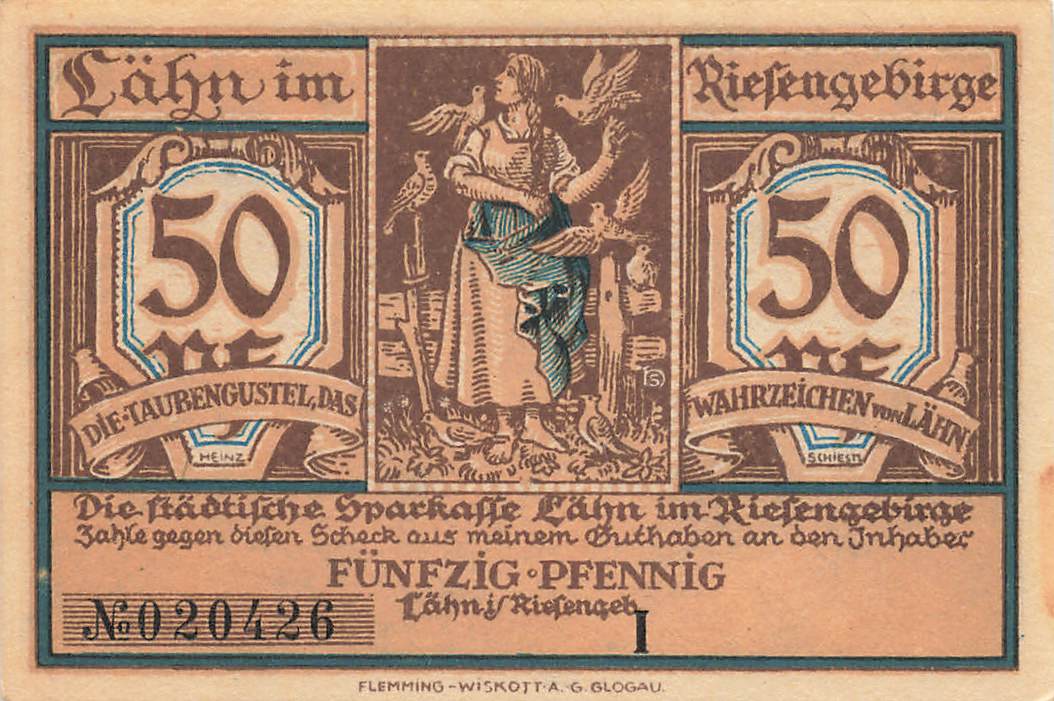 Lähn im
Riesengebirge
50
Pf
50
Pf
DIE TAUBENGUSTEL, DAS
WAHRZEICHEN von LÄHN
HEINZ
SCHIESTL
HS
Die städtische Sparkasse Lähn im Riesengebirge
Zahle gegen diesen Scheck aus meinem Guthaben an den Inhaber
FÜNFZIG·PFENNIG
Lähn i/Riesengeb.
№020426
I
FLEMMING-WISKOTT·A.G.GLOGAU.